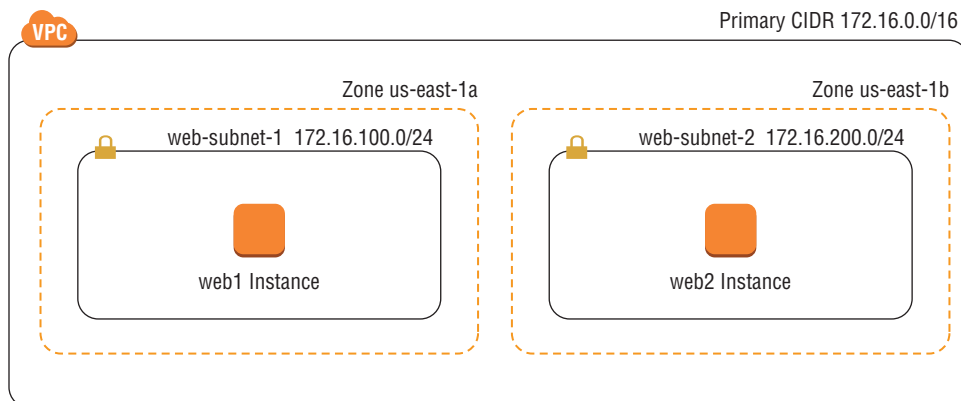 VPC
Primary CIDR 172.16.0.0/16
Zone us-east-1a
Zone us-east-1b
web-subnet-1 172.16.100.0/24
web-subnet-2 172.16.200.0/24
web1 Instance
web2 Instance